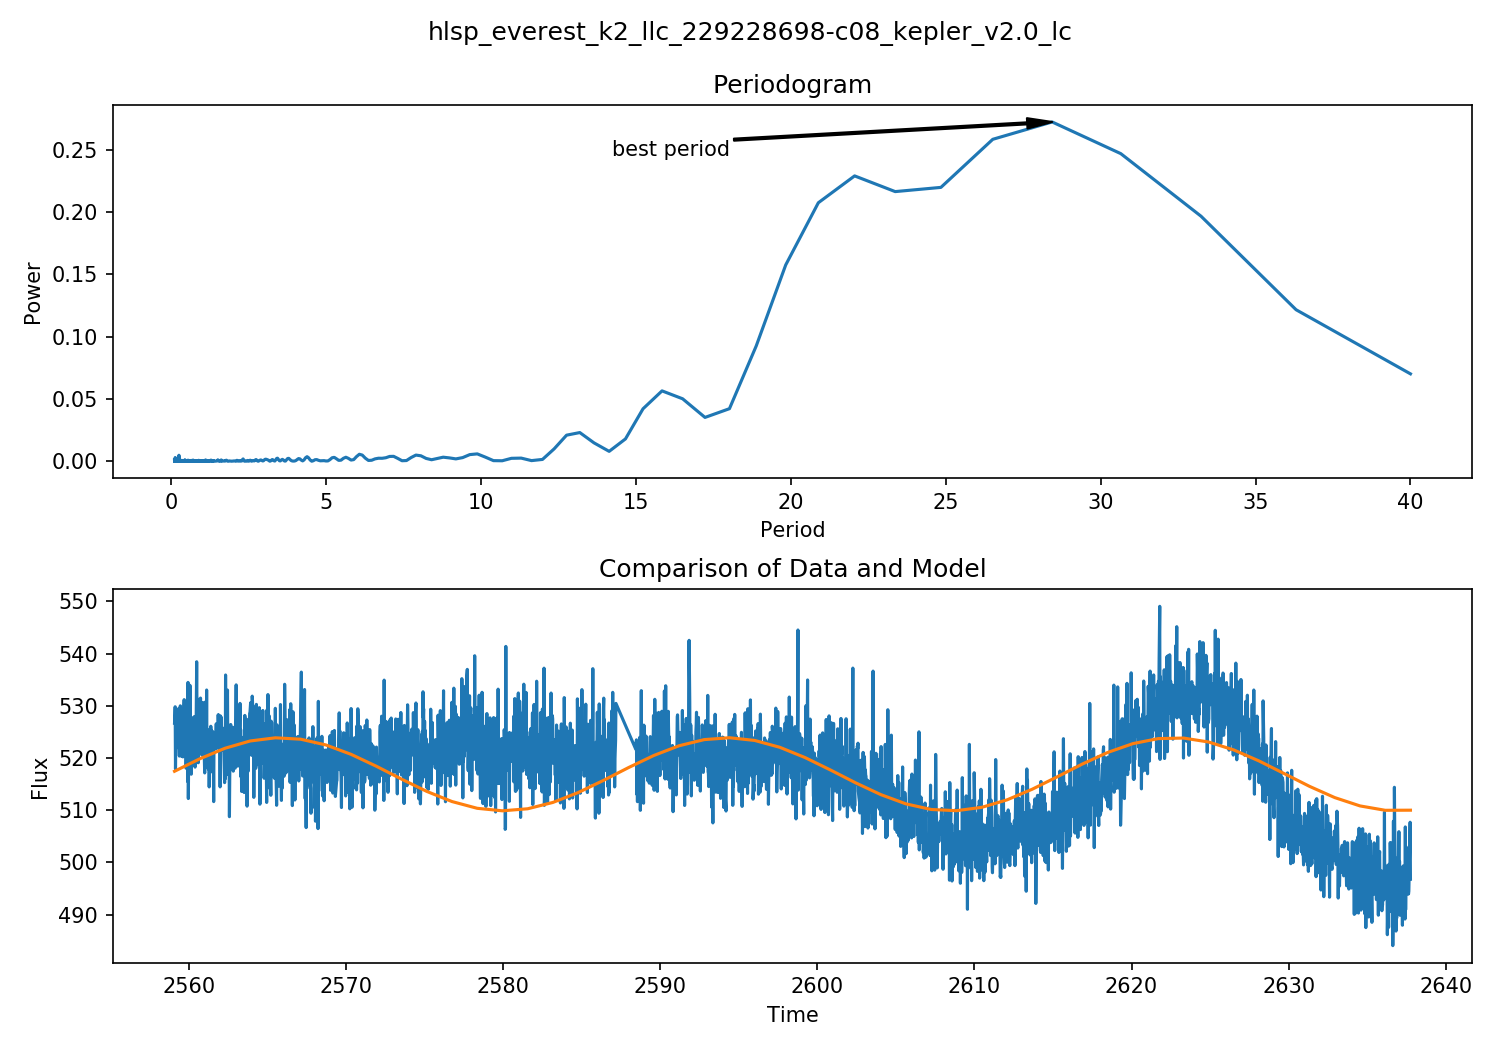 hlsp_everest_k2_llc_229228698-c08_kepler_v2.0_lc
Periodogram
best period
0.25
0.20
0.15
0.10
0.05
0.00
Power
0 5 10 15 20 25 30 35 40
Period
Comparison of Data and Model
550
540
530
520
510
500
490
Flux
2560 2570 2580 2590 2600 2610 2620 2630 2640
Time